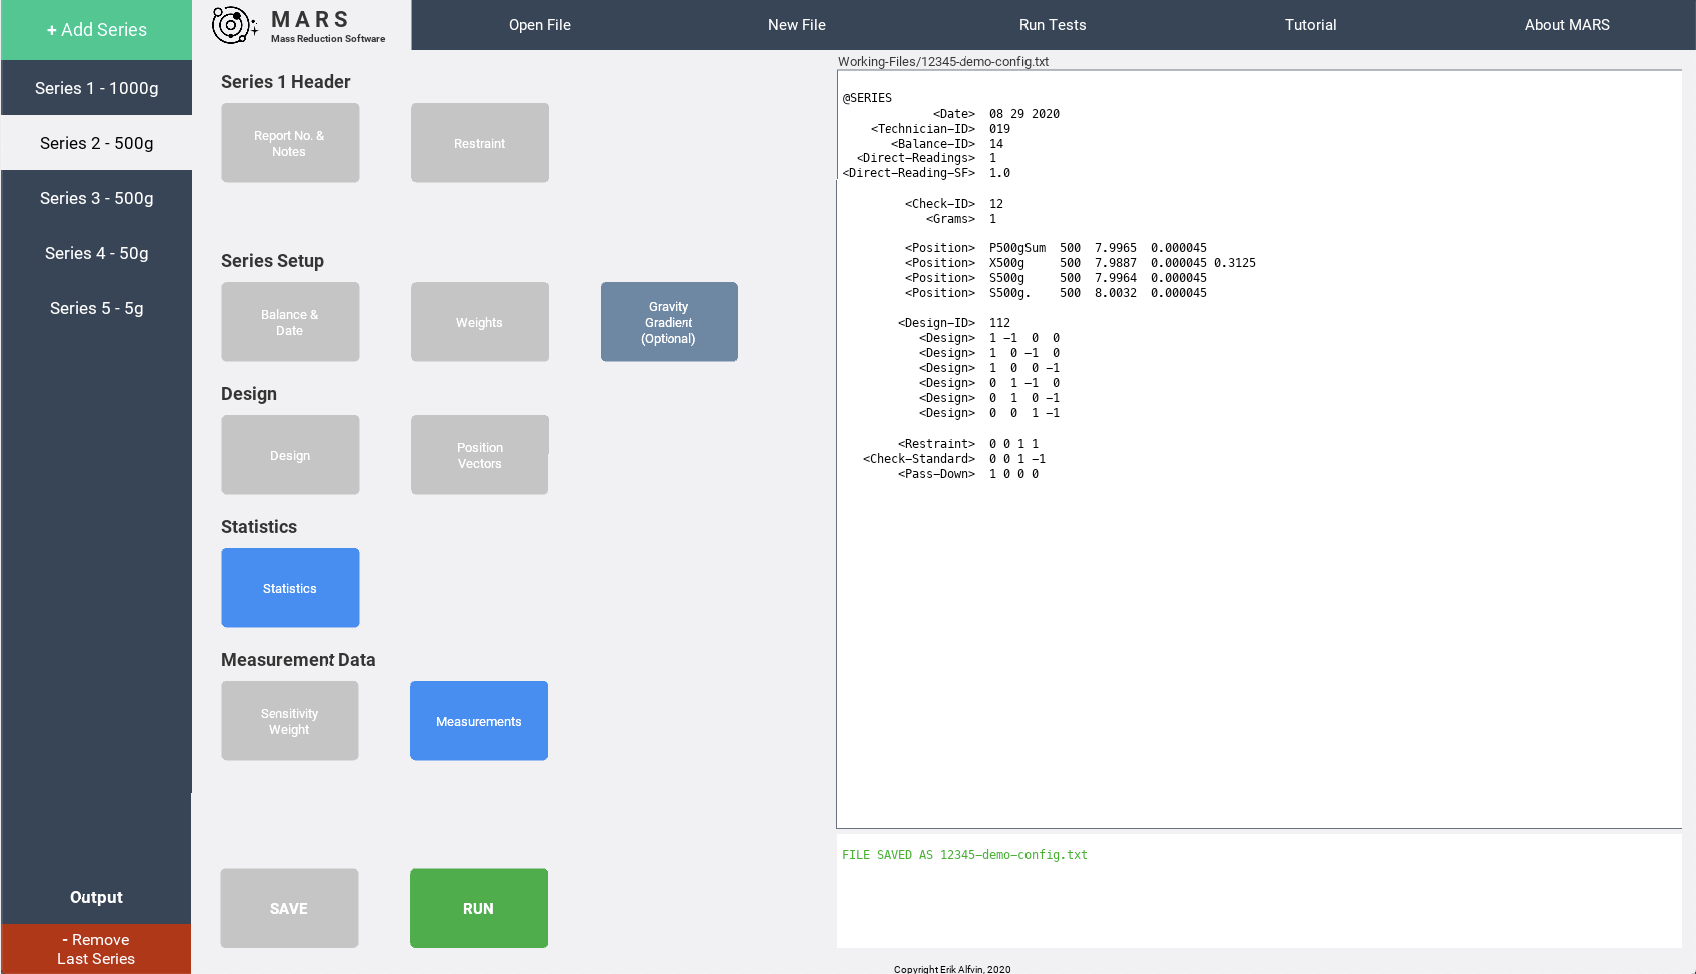 + Add Series
Series 1 - 1000g
Series 2 - 500g
Series 3 - 500g
Series 4 - 50g
Series 5 - 5g
Output
- Remove
Last Series
MARS
Mass Reduction Software
Open File
New File
Run Tests
Tutorial
About MARS
Series 1 Header
Report No. &
Notes
Restraint
Series Setup
Balance &
Date
Weights
Gravity
Gradient
(Optional)
Design
Design
Position
Vectors
Statistics
Statistics
Measurement Data
Sensitivity
Weight
Measurements
SAVE
RUN
Working-Files/12345-demo-config.txt
@SERIES
<Date>  08 29 2020
<Technician-ID>  019
<Balance-ID>  14
<Direct-Readings>  1
<Direct-Reading-SF>  1.0
<Check-ID>  12
<Grams>  1
<Position>  P500gSum  500  7.9965  0.000045
<Position>  X500g     500  7.9887  0.000045 0.3125
<Position>  S500g     500  7.9964  0.000045
<Position>  S500g.    500  8.0032  0.000045
<Design-ID>  112
<Design>  1 -1  0  0
<Design>  1  0 -1  0
<Design>  1  0  0 -1
<Design>  0  1 -1  0
<Design>  0  1  0 -1
<Design>  0  0  1 -1
<Restraint>  0 0 1 1
<Check-Standard>  0 0 1 -1
<Pass-Down>  1 0 0 0
FILE SAVED AS 12345-demo-config.txt
Copyright Erik Alfvin, 2020